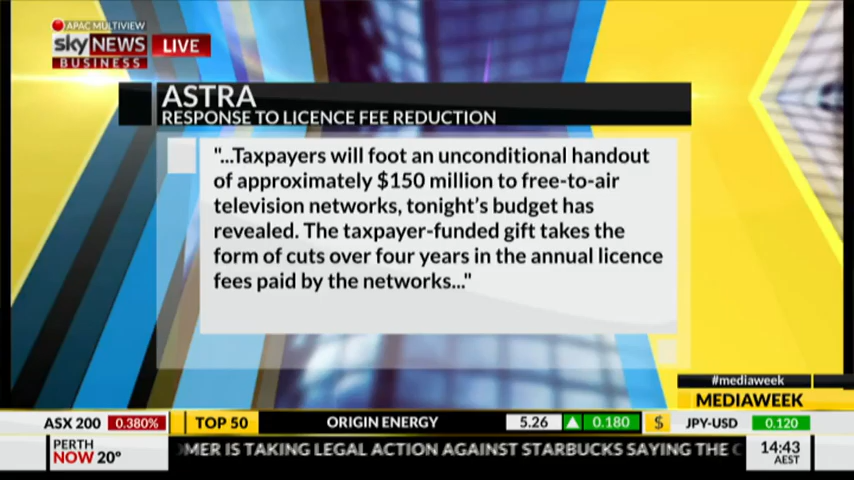 APAC MULTIVIEW
sky NEWS LIVE
BUSINESS
ASTRA
RESPONSE TO LICENCE FEE REDUCTION
"...Taxpayers will foot an unconditional handout
of approximately $150 million to free-to-air
television networks, tonight's budget has
revealed. The taxpayer-funded gift takes the
form of cuts over four years in the annual licence
fees paid by the networks..."
#mediaweek
MEDIAWEEK
ASX 200 0.380% TOP 50 ORIGIN ENERGY 5.26 ▲ 0.180 $ JPY-USD 0.120
PERTH
NOW 20°
MER IS TAKING LEGAL ACTION AGAINST STARBUCKS SAYING THE
14:43
AEST